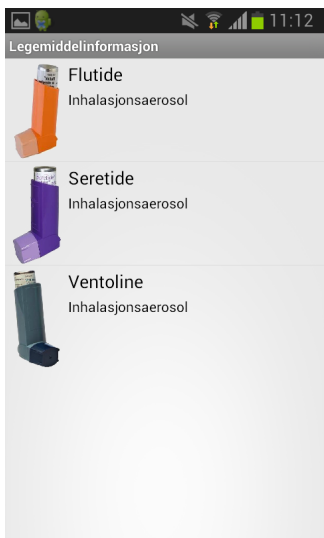 11:12
Legemiddelinformasjon
Flutide
Inhalasjonsaerosol
Seretide
Inhalasjonsaerosol
Ventoline
Inhalasjonsaerosol